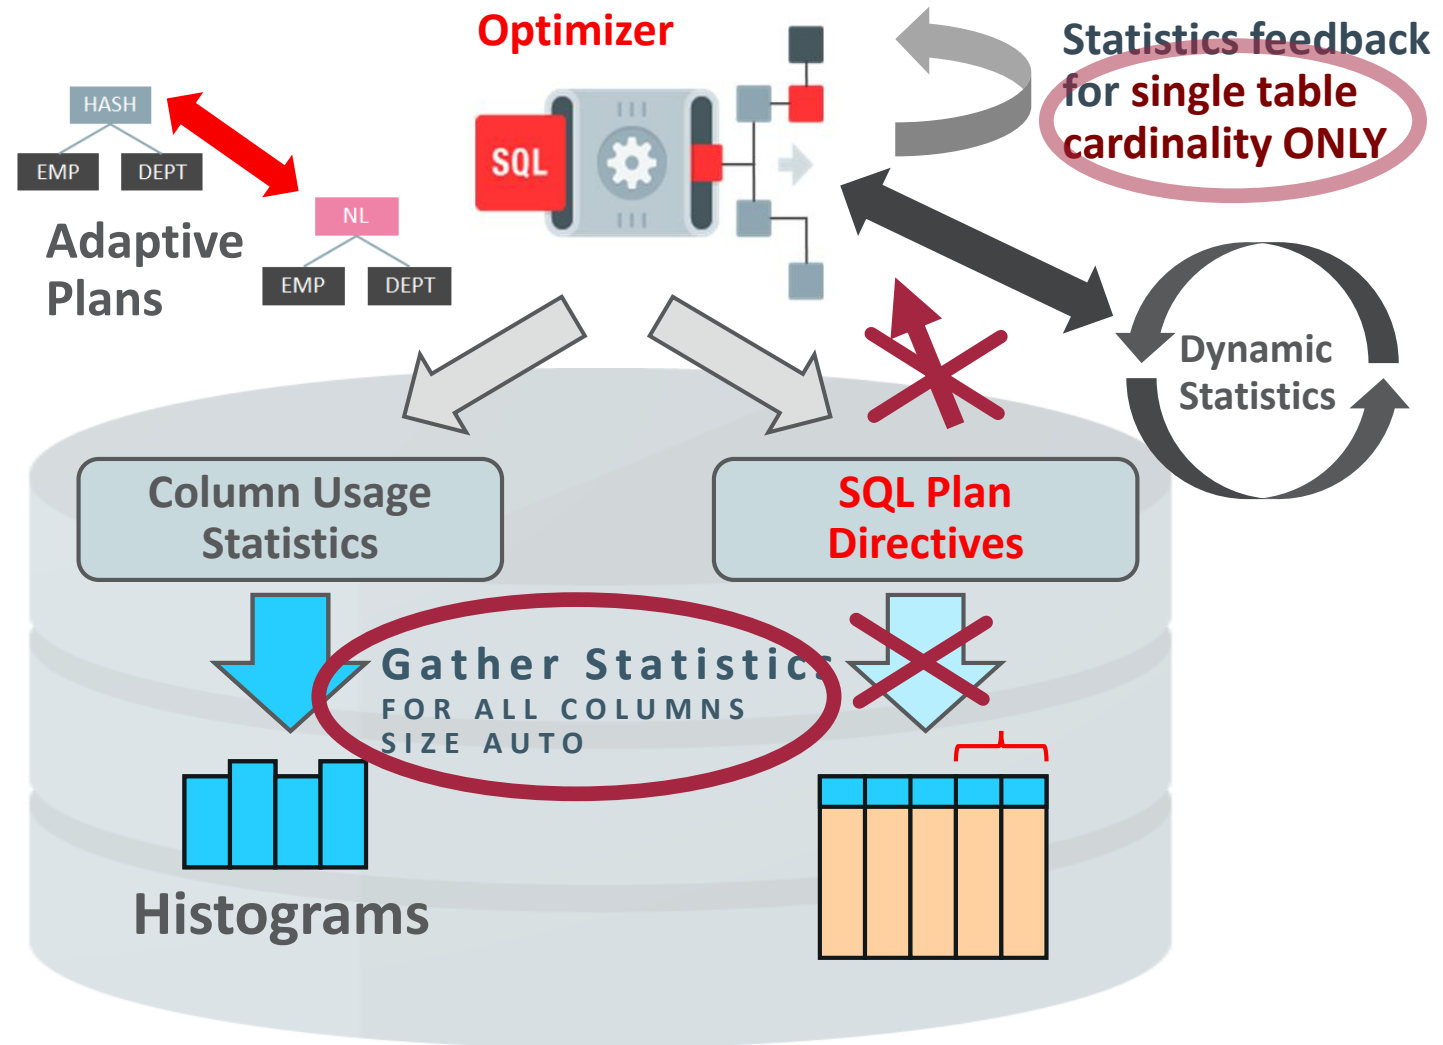 Optimizer
Statistics feedback
for single table
cardinality ONLY
HASH
EMP
DEPT
SQL
NL
EMP
DEPT
Adaptive
Plans
Dynamic
Statistics
Column Usage
Statistics
SQL Plan
Directives
Gather Statistics
FOR ALL COLUMNS
SIZE AUTO
Histograms